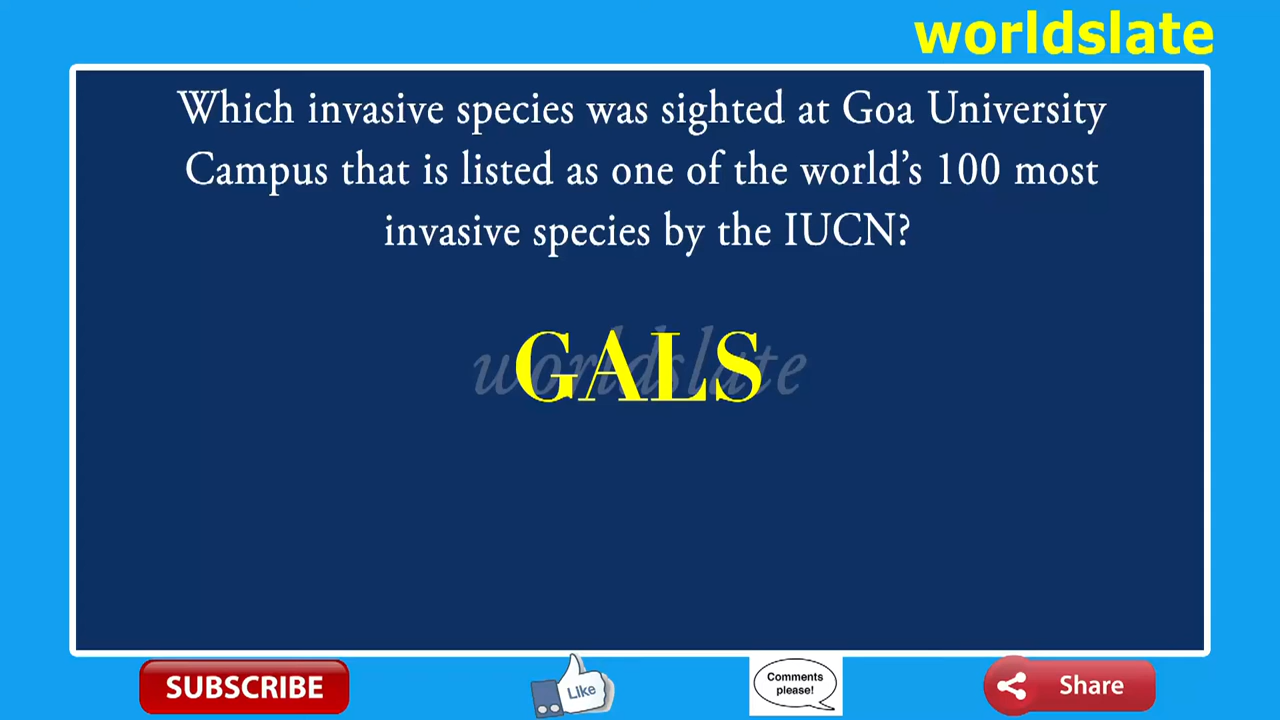 worldslate
Which invasive species was sighted at Goa University
Campus that is listed as one of the world’s 100 most
invasive species by the IUCN?
worldslate
GALS
SUBSCRIBE
Like
Comments
please!
Share